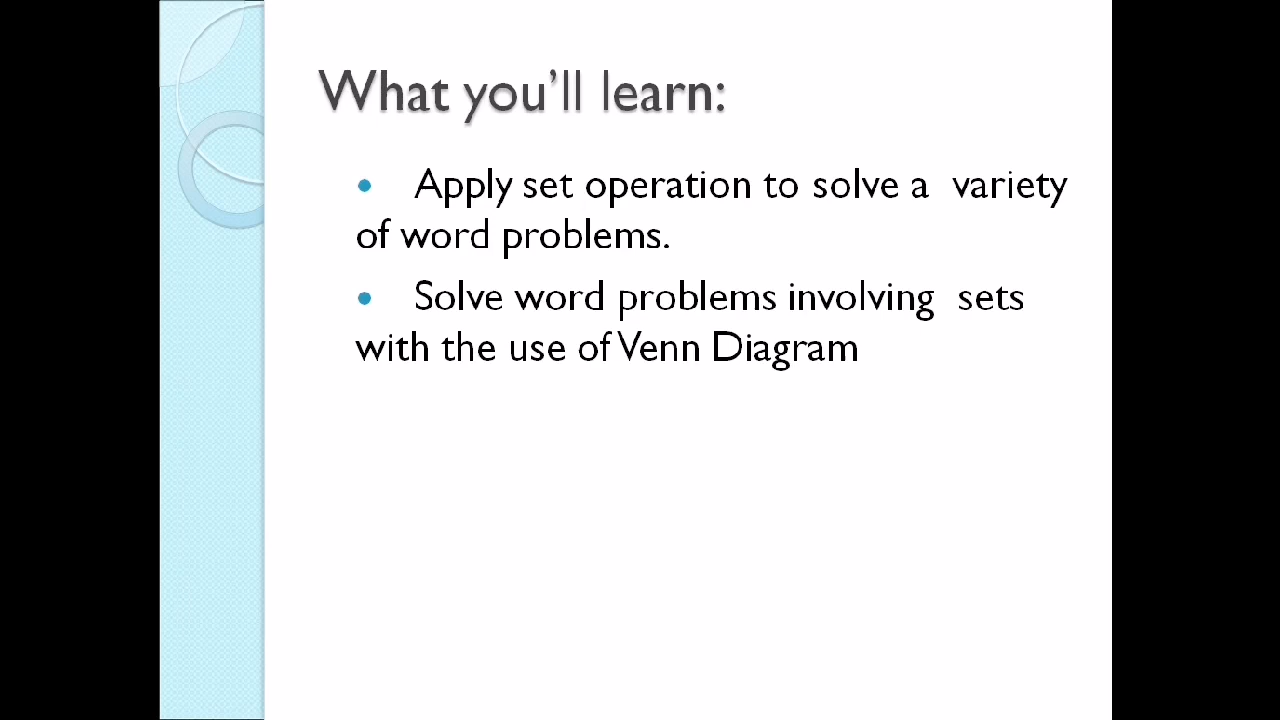 What you’ll learn:
• Apply set operation to solve a variety
of word problems.
• Solve word problems involving sets
with the use of Venn Diagram